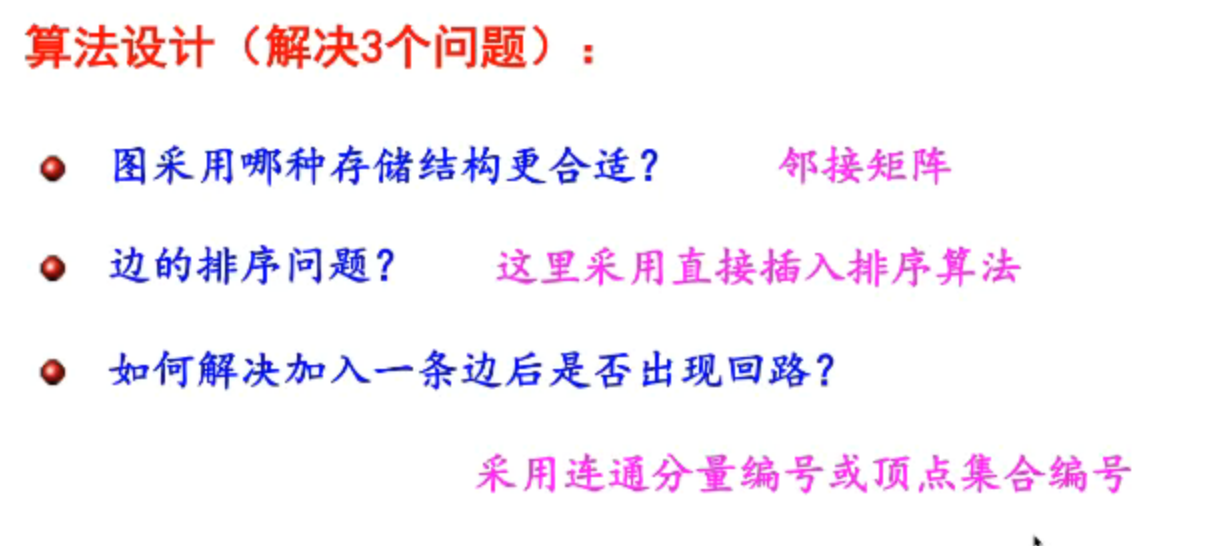 算法设计（解决3个问题）：
图采用哪种存储结构更合适？ 邻接矩阵
边的排序问题？ 这里采用直接插入排序算法
如何解决加入一条边后是否出现回路？
采用连通分量编号或顶点集合编号